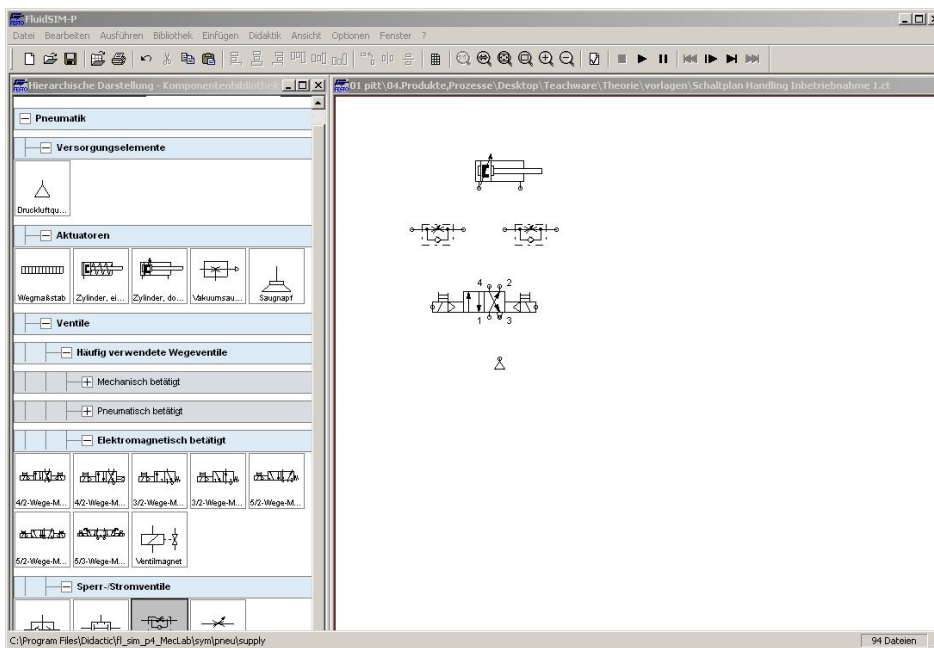 FluidSIM-P
Datei Bearbeiten Ausführen Bibliothek Einfügen Didaktik Ansicht Optionen Fenster ?
Hierarchische Darstellung - Komponentenbibliothek
01 pitt\04.Produkte,Prozesse\Desktop\Teachware\Theorie\vorlagen\Schaltplan Handling Inbetriebnahme 1.ct
Pneumatik
Versorgungselemente
Druckluftqu...
Aktuatoren
Wegmaßstab
Zylinder, ei...
Zylinder, do...
Vakuumsau...
Saugnapf
Ventile
Häufig verwendete Wegeventile
Mechanisch betätigt
Pneumatisch betätigt
Elektromagnetisch betätigt
4/2-Wege-M...
4/2-Wege-M...
3/2-Wege-M...
3/2-Wege-M...
5/2-Wege-M...
5/2-Wege-M...
5/3-Wege-M...
Ventilmagnet
Sperr-/Stromventile
4 2
1 3
C:\Program Files\Didactic\fl_sim_p4_MecLab\sym\pneu\supply
94 Dateien